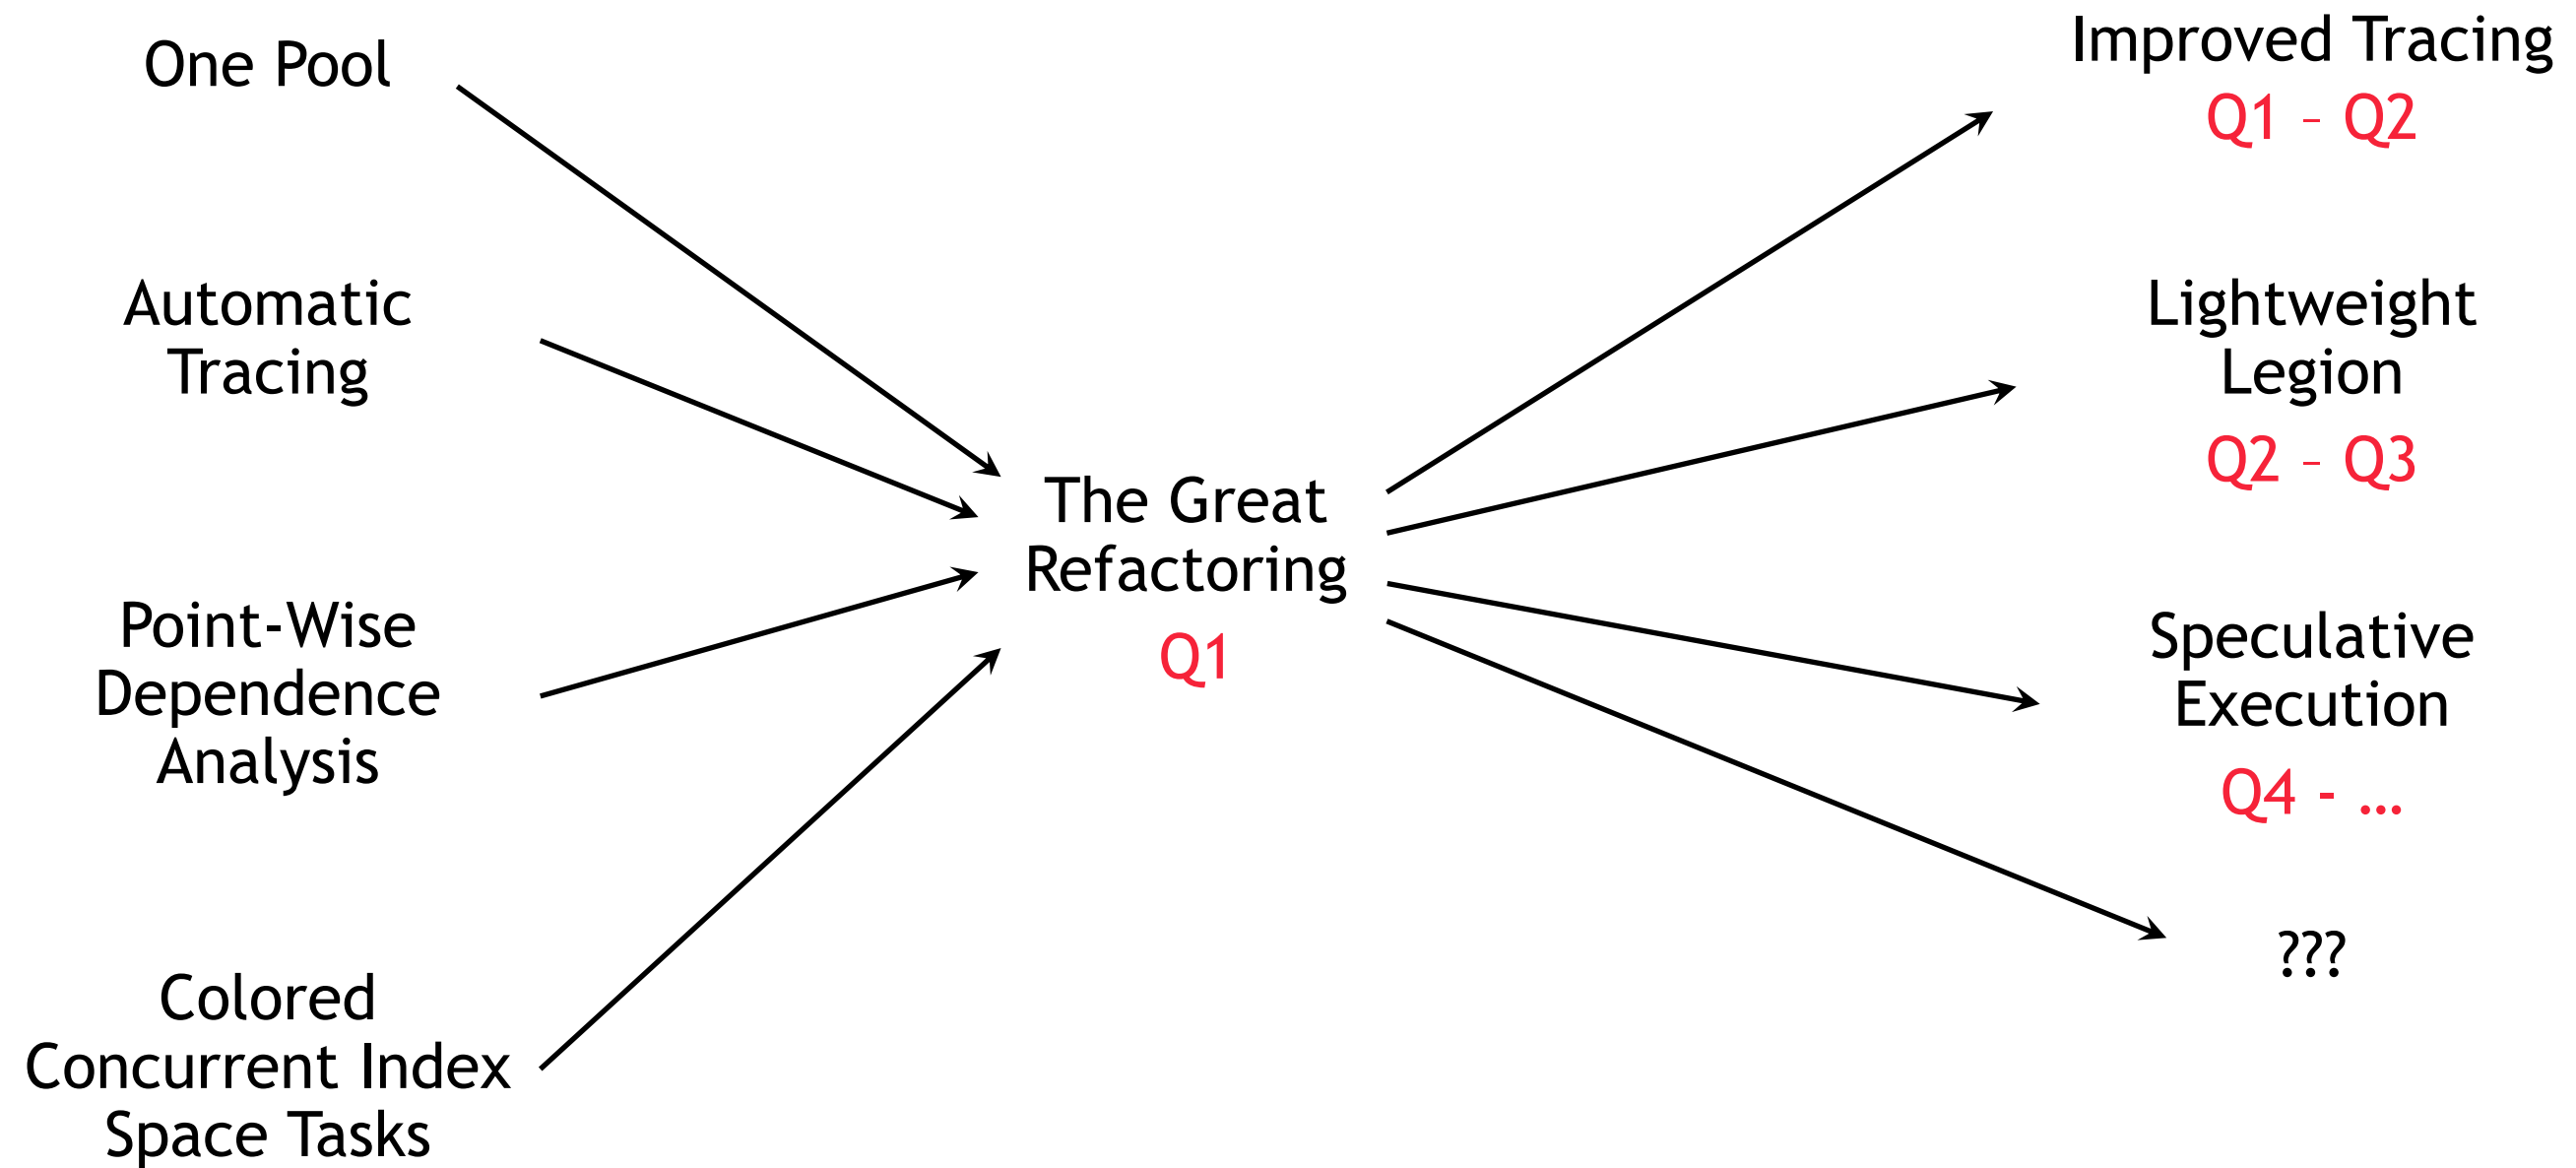 One Pool
Automatic
Tracing
Point-Wise
Dependence
Analysis
Colored
Concurrent Index
Space Tasks
The Great
Refactoring
Q1
Improved Tracing
Q1 – Q2
Lightweight
Legion
Q2 – Q3
Speculative
Execution
Q4 - …
???